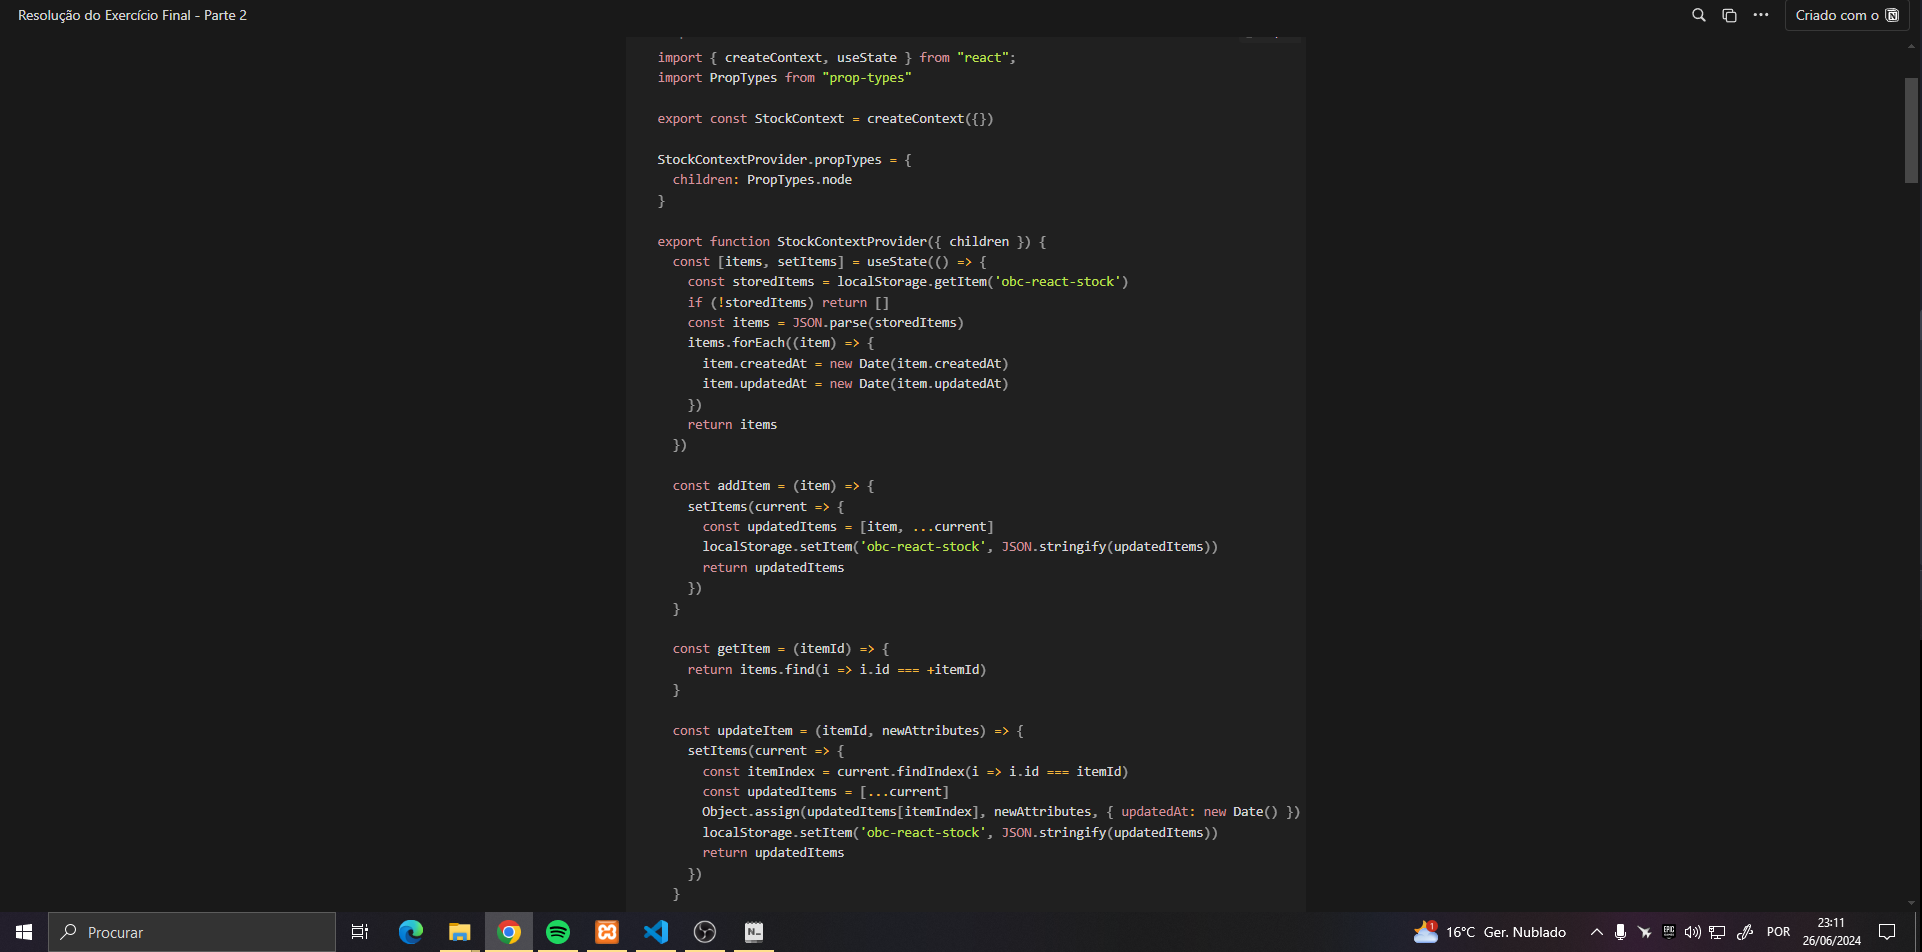 Resolução do Exercício Final - Parte 2
Criado com o
import { createContext, useState } from "react";
import PropTypes from "prop-types"
export const StockContext = createContext({})
StockContextProvider.propTypes = {
  children: PropTypes.node
}
export function StockContextProvider({ children }) {
  const [items, setItems] = useState(() => {
    const storedItems = localStorage.getItem('obc-react-stock')
    if (!storedItems) return []
    const items = JSON.parse(storedItems)
    items.forEach((item) => {
      item.createdAt = new Date(item.createdAt)
      item.updatedAt = new Date(item.updatedAt)
    })
    return items
  })
  const addItem = (item) => {
    setItems(current => {
      const updatedItems = [item, ...current]
      localStorage.setItem('obc-react-stock', JSON.stringify(updatedItems))
      return updatedItems
    })
  }
  const getItem = (itemId) => {
    return items.find(i => i.id === +itemId)
  }
  const updateItem = (itemId, newAttributes) => {
    setItems(current => {
      const itemIndex = current.findIndex(i => i.id === itemId)
      const updatedItems = [...current]
      Object.assign(updatedItems[itemIndex], newAttributes, { updatedAt: new Date() })
      localStorage.setItem('obc-react-stock', JSON.stringify(updatedItems))
      return updatedItems
    })
  }
Procurar
1
16°C Ger. Nublado
POR
23:11
26/06/2024